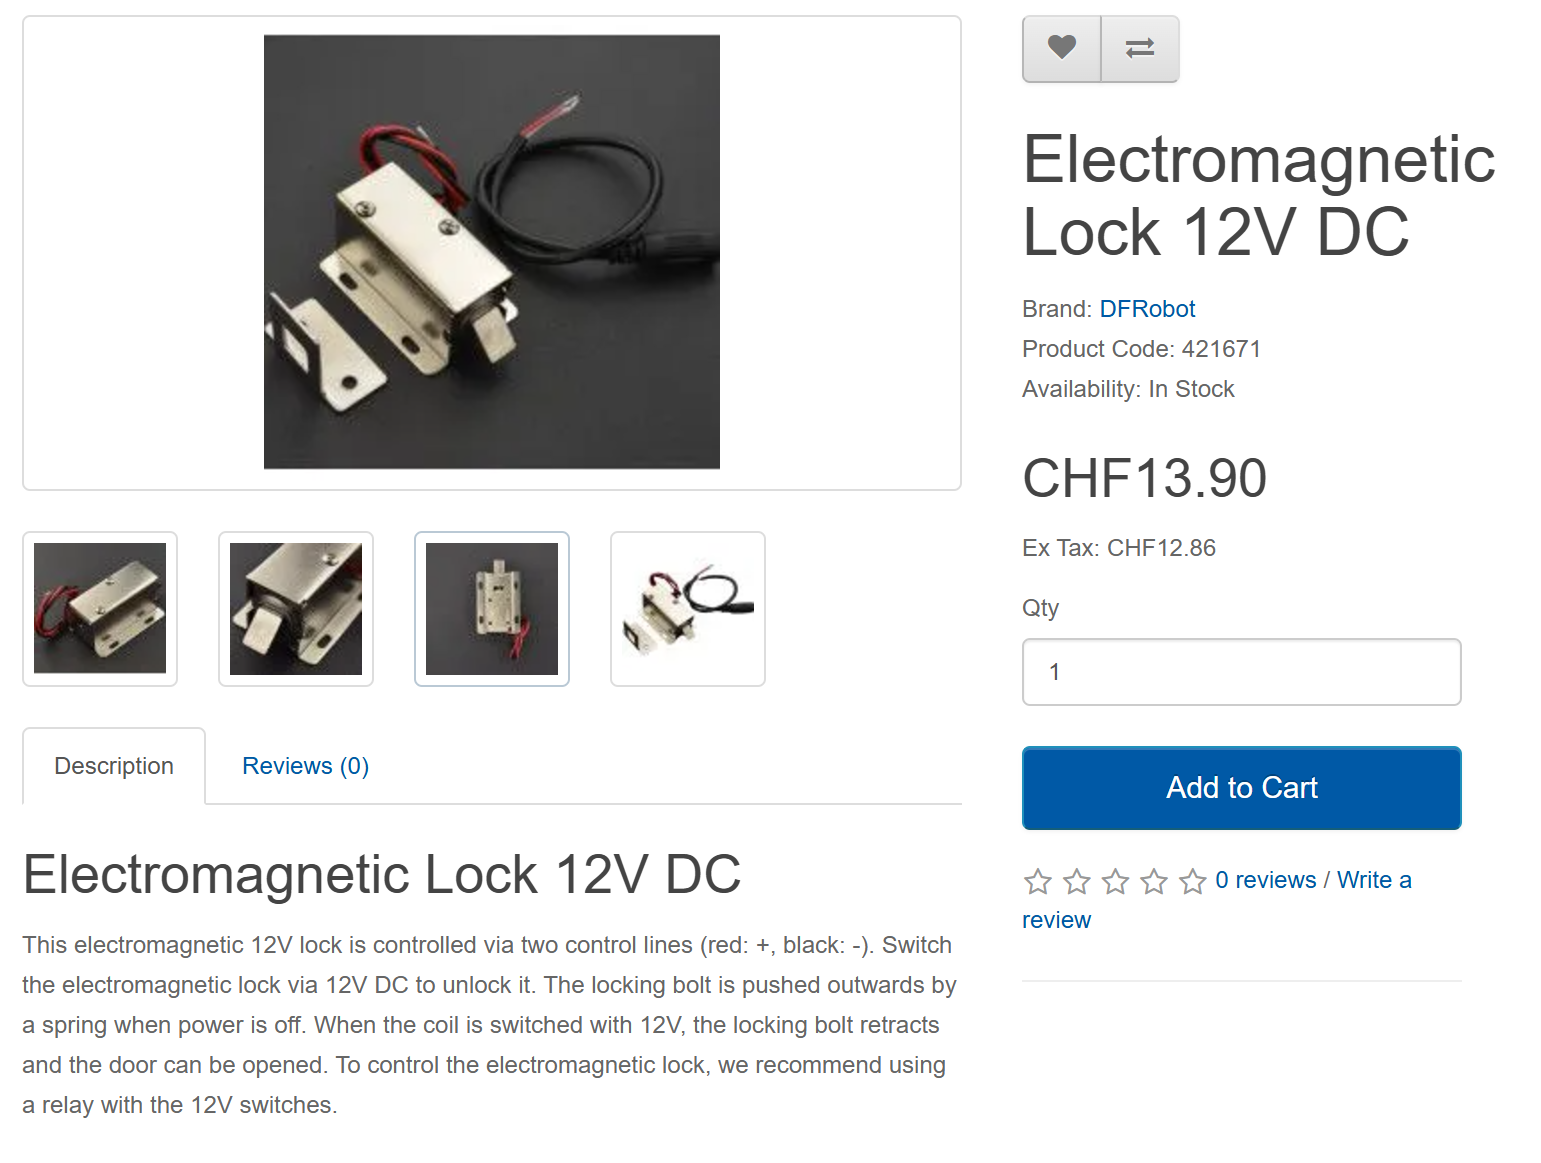 Electromagnetic
Lock 12V DC
Brand: DFRobot
Product Code: 421671
Availability: In Stock
CHF13.90
Ex Tax: CHF12.86
Qty
1
Add to Cart
0 reviews / Write a
review
Description
Reviews (0)
Electromagnetic Lock 12V DC
This electromagnetic 12V lock is controlled via two control lines (red: +, black: -). Switch
the electromagnetic lock via 12V DC to unlock it. The locking bolt is pushed outwards by
a spring when power is off. When the coil is switched with 12V, the locking bolt retracts
and the door can be opened. To control the electromagnetic lock, we recommend using
a relay with the 12V switches.